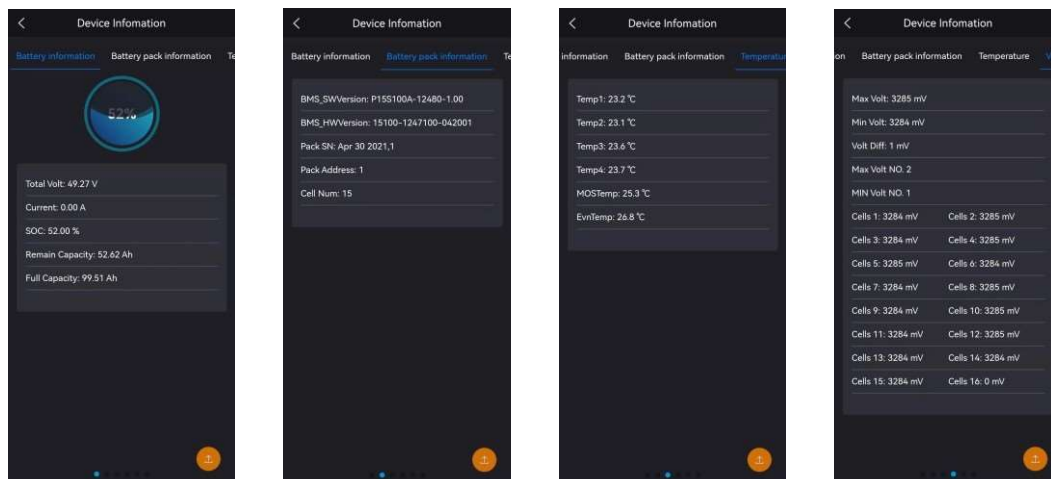 Device Infomation
Battery information Battery pack information Te
52%
Total Volt: 49.27 V
Current: 0.00 A
SOC: 52.00 %
Remain Capacity: 52.62 Ah
Full Capacity: 99.51 Ah
Device Infomation
Battery information Battery pack information Te
BMS_SWVersion: P15S100A-12480-1.00
BMS_HWVersion: 15100-1247100-042001
Pack SN: Apr 30 2021,1
Pack Address: 1
Cell Num: 15
Device Infomation
information Battery pack information Temperatur
Temp1: 23.2 ℃
Temp2: 23.1 ℃
Temp3: 23.6 ℃
Temp4: 23.7 ℃
MOSTemp: 25.3 ℃
EvnTemp: 26.8 ℃
Device Infomation
on Battery pack information Temperature V
Max Volt: 3285 mV
Min Volt: 3284 mV
Volt Diff: 1 mV
Max Volt NO. 2
MIN Volt NO. 1
Cells 1: 3284 mV Cells 2: 3285 mV
Cells 3: 3284 mV Cells 4: 3285 mV
Cells 5: 3285 mV Cells 6: 3284 mV
Cells 7: 3284 mV Cells 8: 3285 mV
Cells 9: 3284 mV Cells 10: 3285 mV
Cells 11: 3284 mV Cells 12: 3285 mV
Cells 13: 3284 mV Cells 14: 3284 mV
Cells 15: 3284 mV Cells 16: 0 mV